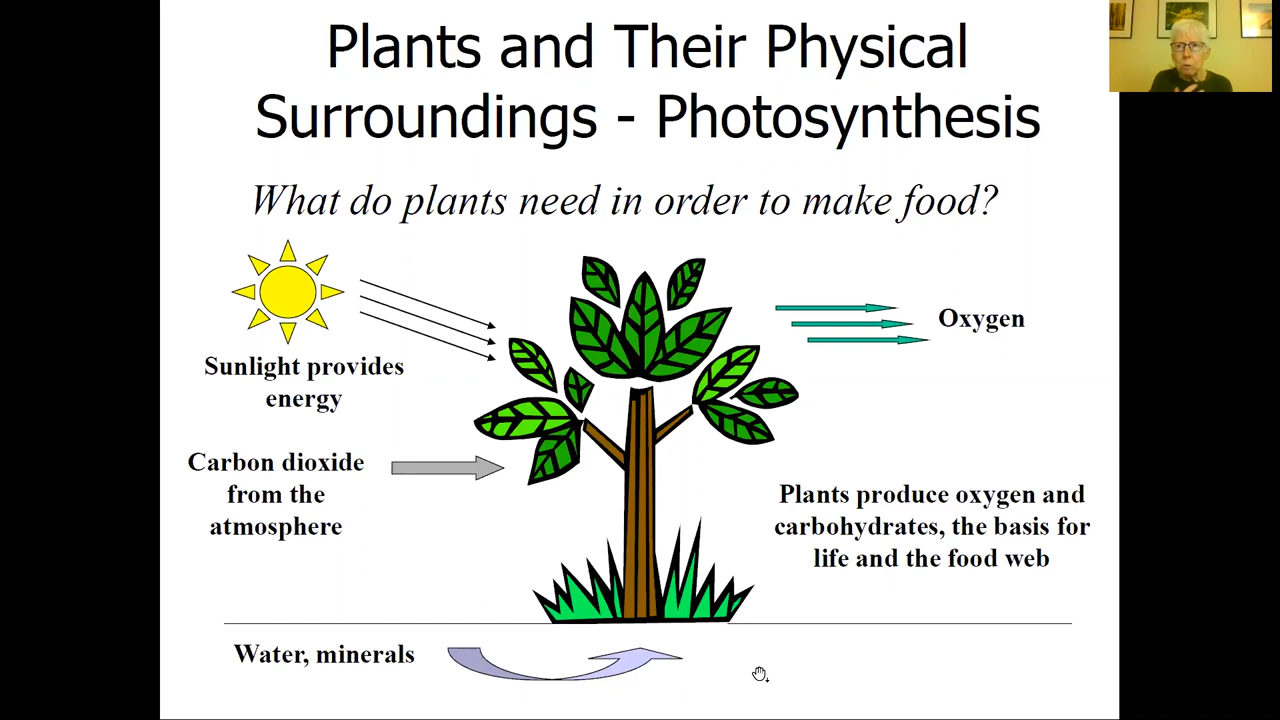 Plants and Their Physical
Surroundings - Photosynthesis
What do plants need in order to make food?
Sunlight provides
energy
Oxygen
Carbon dioxide
from the
atmosphere
Plants produce oxygen and
carbohydrates, the basis for
life and the food web
Water, minerals